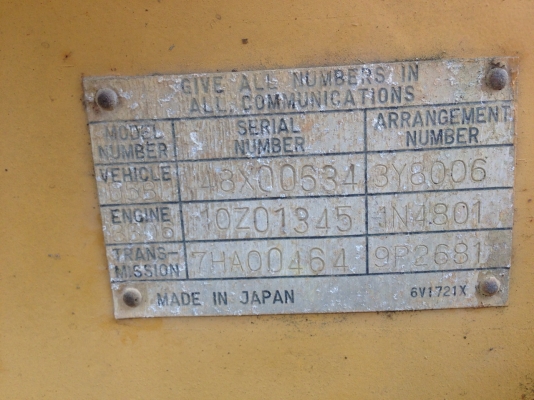 GIVE ALL NUMBERS IN
ALL COMMUNICATIONS
MODEL NUMBER SERIAL NUMBER ARRANGEMENT NUMBER
VEHICLE 48X00634 3Y8006
ENGINE 10Z01345 1N4801
TRANS-MISSION 7HA00464 9P2681
MADE IN JAPAN 6V1721X